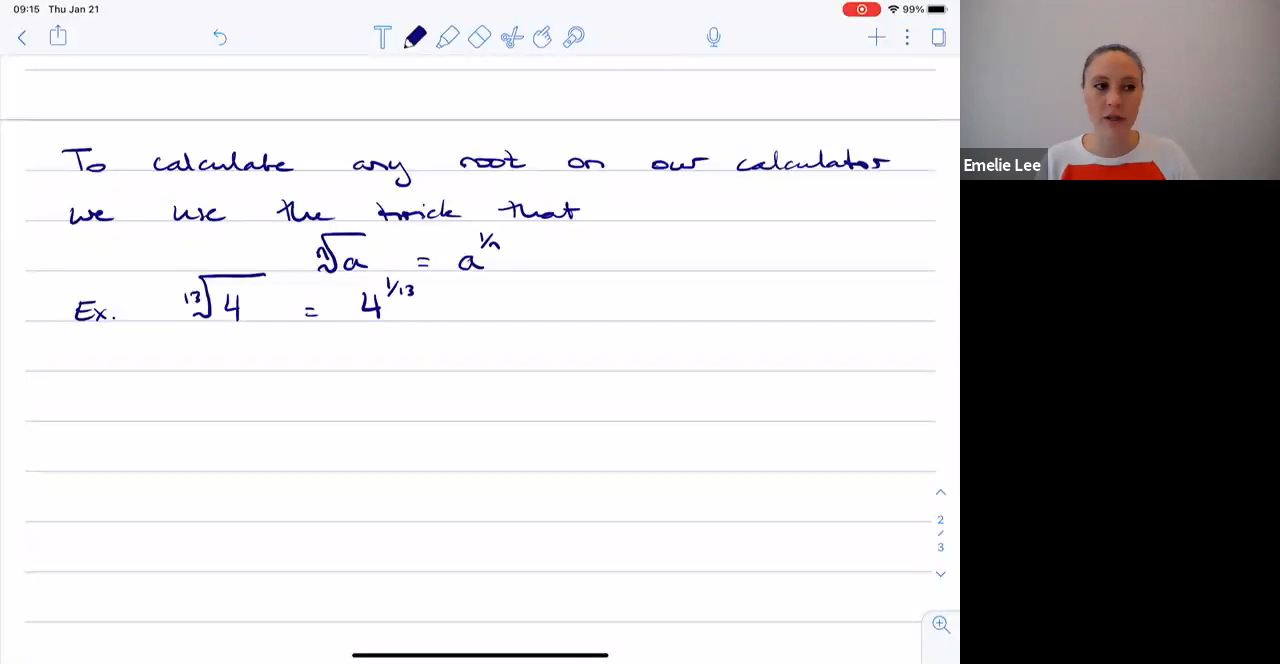 09:15 Thu Jan 21
99%
To calculate any root on our calculator
we use the trick that
ⁿ√a = a^1/n
Ex. ¹³√4 = 4^1/13
Emelie Lee
2
/
3